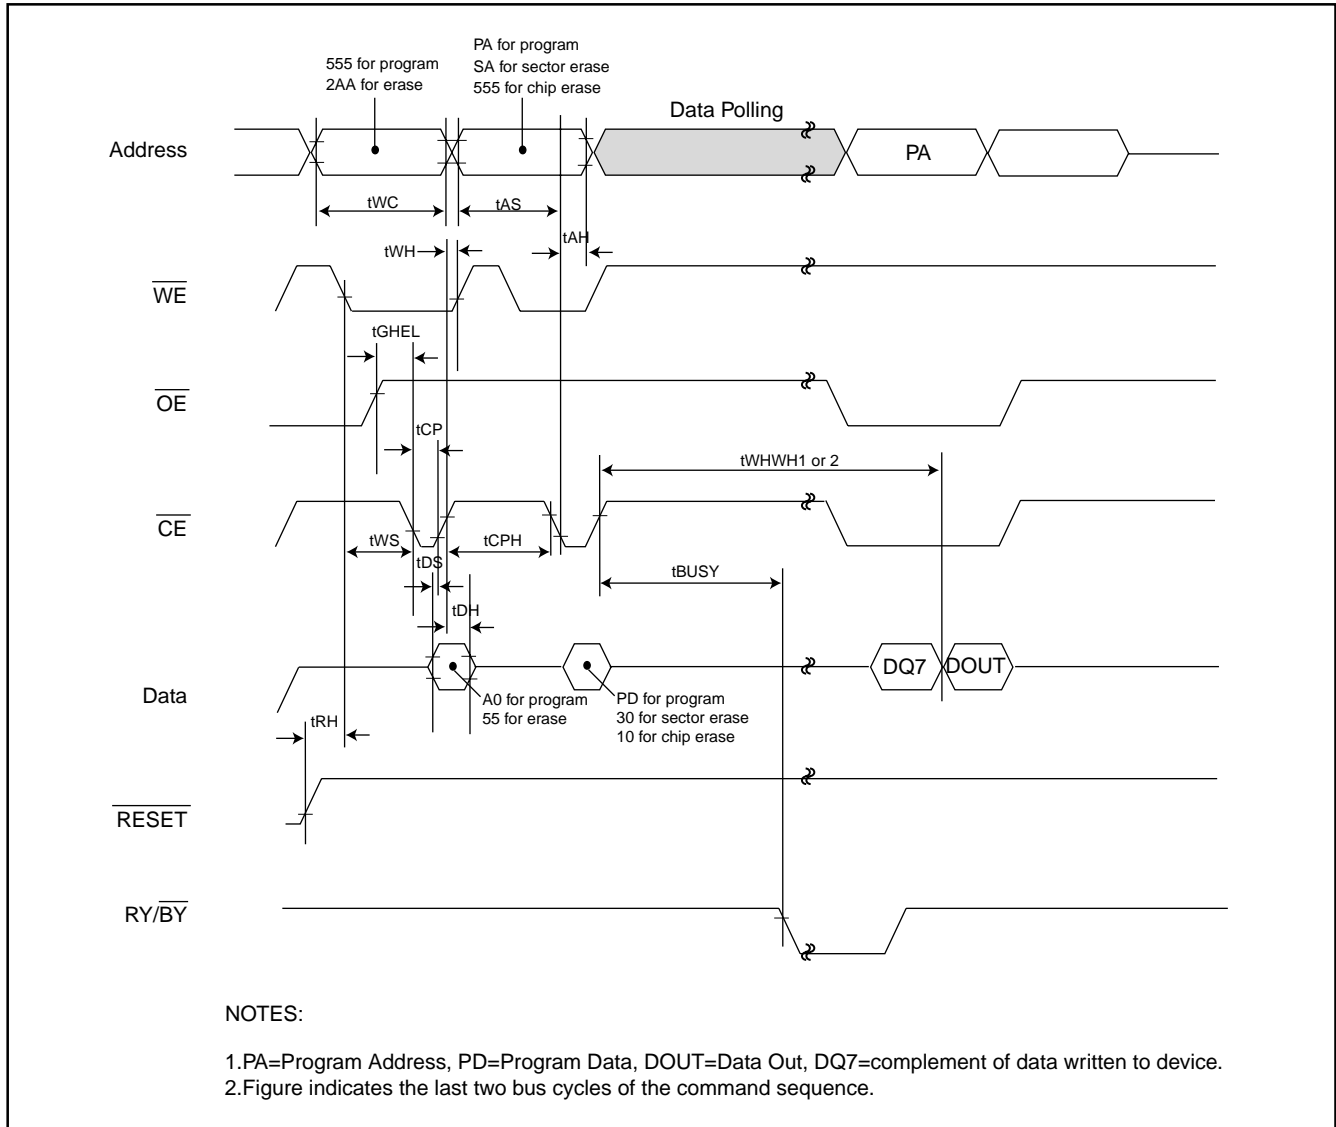 555 for program
2AA for erase
PA for program
SA for sector erase
555 for chip erase
Data Polling
Address
PA
tWC
tAS
tWH
tAH
WE
tGHEL
OE
tCP
tWHWH1 or 2
CE
tWS
tCPH
tDS
tBUSY
tDH
Data
DQ7
DOUT
A0 for program
55 for erase
PD for program
30 for sector erase
10 for chip erase
tRH
RESET
RY/BY
NOTES:
1.PA=Program Address, PD=Program Data, DOUT=Data Out, DQ7=complement of data written to device.
2.Figure indicates the last two bus cycles of the command sequence.